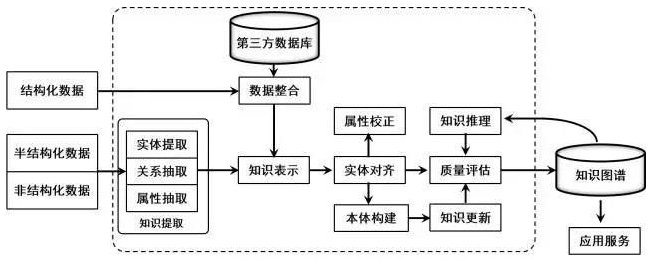 第三方数据库
结构化数据
数据整合
属性校正
知识推理
半结构化数据
非结构化数据
实体提取
关系抽取
属性抽取
知识提取
知识表示
实体对齐
质量评估
知识图谱
本体构建
知识更新
应用服务